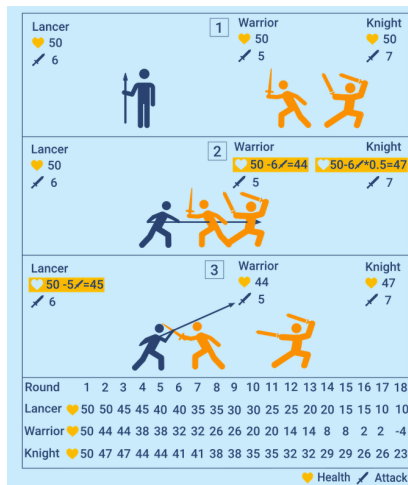 Lancer 1 Warrior Knight
50 50 50
6 5 7
Lancer 2 Warrior Knight
50 50 -6=44 50-6*0.5=47
6 5 7
Lancer 3 Warrior Knight
50 -5=45 44 47
6 5 7
Round 1 2 3 4 5 6 7 8 9 10 11 12 13 14 15 16 17 18
Lancer 50 50 45 45 40 40 35 35 30 30 25 25 20 20 15 15 10 10
Warrior 50 44 44 38 38 32 32 26 26 20 20 14 14 8 8 2 2 -4
Knight 50 47 47 44 44 41 41 38 38 35 35 32 32 29 29 26 26 23
Health Attack